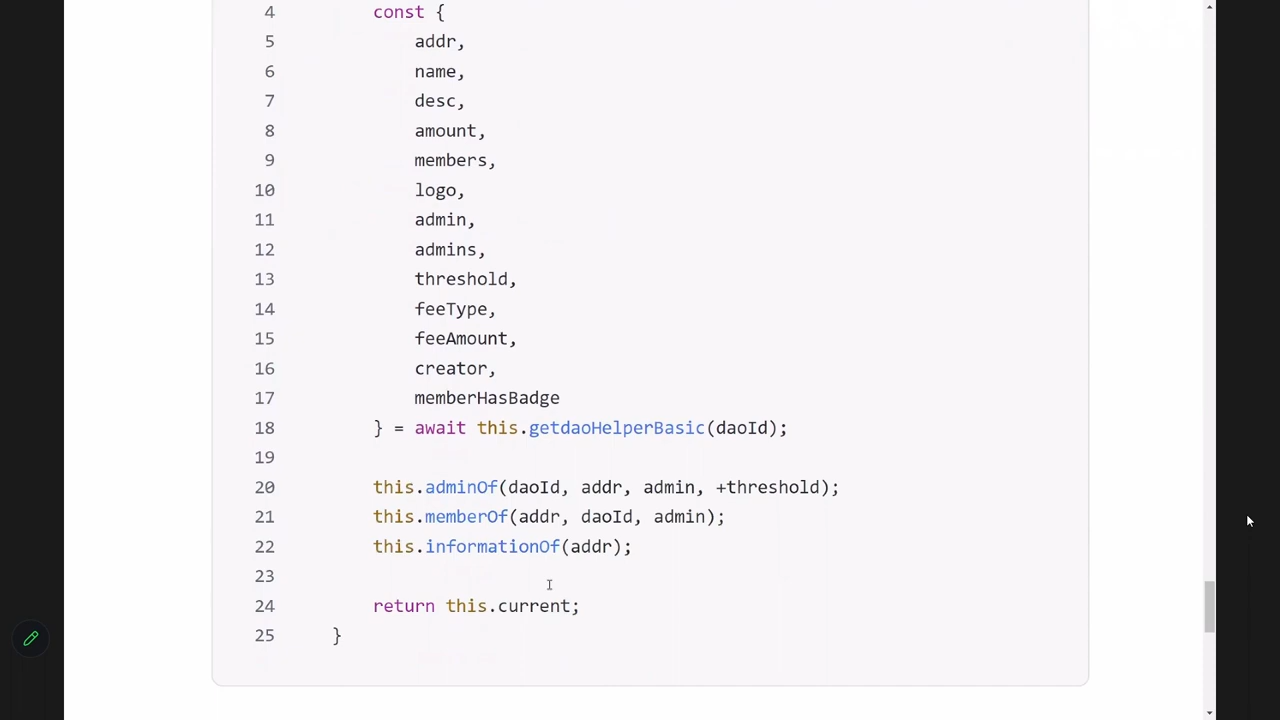 4 const {
5 addr,
6 name,
7 desc,
8 amount,
9 members,
10 logo,
11 admin,
12 admins,
13 threshold,
14 feeType,
15 feeAmount,
16 creator,
17 memberHasBadge
18 } = await this.getdaoHelperBasic(daoId);
19
20 this.adminOf(daoId, addr, admin, +threshold);
21 this.memberOf(addr, daoId, admin);
22 this.informationOf(addr);
23
24 return this.current;
25 }